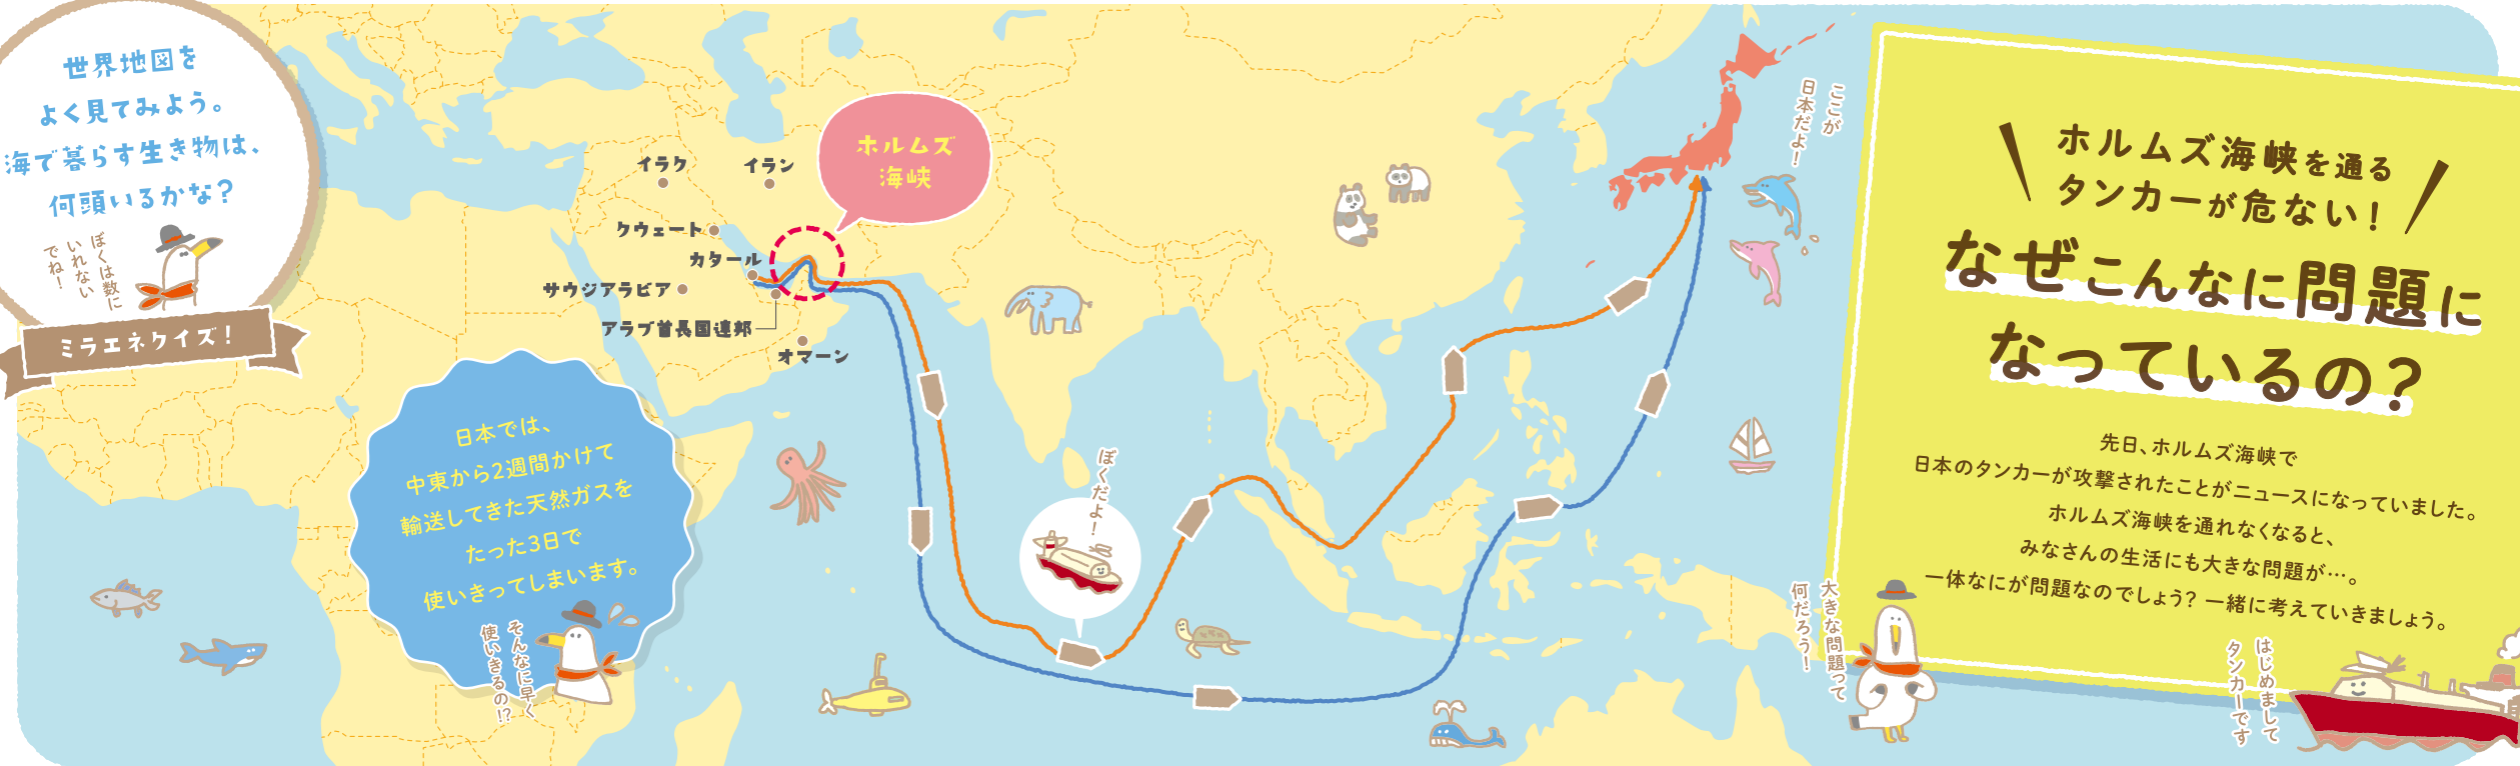 世界地図を
よく見てみよう。
海で暮らす生き物は、
何頭いるかな？
ぼくは数に
いれない
でね！
ミラエネクイズ！
イラク
イラン
クウェート
カタール
サウジアラビア
アラブ首長国連邦
オマーン
ホルムズ
海峡
日本では、
中東から2週間かけて
輸送してきた天然ガスを
たった3日で
使いきってしまいます。
そんなに早く
使いきるの!?
ぼくだよ！
ここが
日本だよ！
ホルムズ海峡を通る
タンカーが危ない！
なぜこんなに問題に
なっているの？
先日、ホルムズ海峡で
日本のタンカーが攻撃されたことがニュースになっていました。
ホルムズ海峡を通れなくなると、
みなさんの生活にも大きな問題が…。
一体なにが問題なのでしょう？ 一緒に考えていきましょう。
大きな問題って
何だろう！
はじめまして
タンカーです